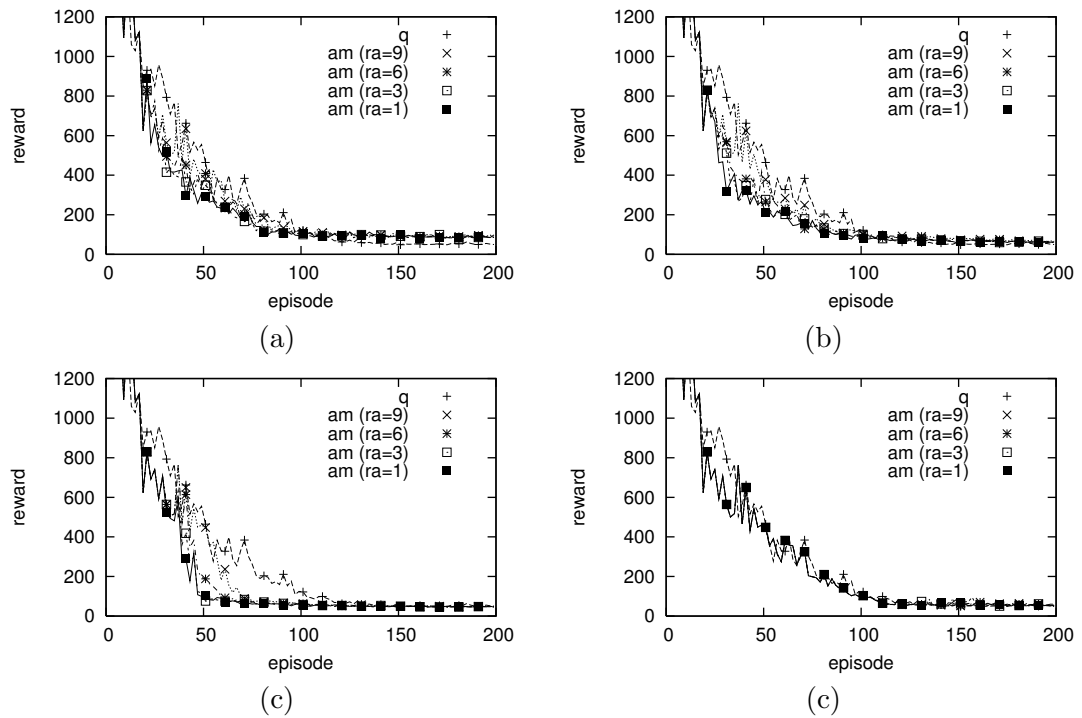 1200
1000
800
600
400
200
0
reward
0 50 100 150 200
episode
q
am (ra=9)
am (ra=6)
am (ra=3)
am (ra=1)
(a)
1200
1000
800
600
400
200
0
reward
0 50 100 150 200
episode
q
am (ra=9)
am (ra=6)
am (ra=3)
am (ra=1)
(b)
1200
1000
800
600
400
200
0
reward
0 50 100 150 200
episode
q
am (ra=9)
am (ra=6)
am (ra=3)
am (ra=1)
(c)
1200
1000
800
600
400
200
0
reward
0 50 100 150 200
episode
q
am (ra=9)
am (ra=6)
am (ra=3)
am (ra=1)
(c)